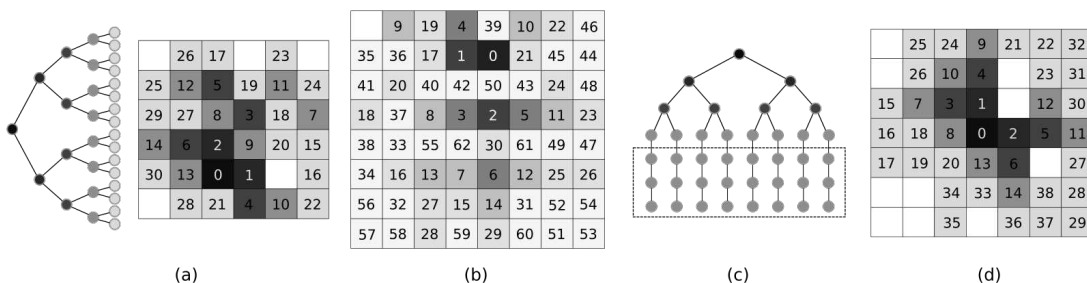 26 17 23
25 12 5 19 11 24
29 27 8 3 18 7
14 6 2 9 20 15
30 13 0 1 16
28 21 4 10 22
(a)
9 19 4 39 10 22 46
35 36 17 1 0 21 45 44
41 20 40 42 50 43 24 48
18 37 8 3 2 5 11 23
38 33 55 62 30 61 49 47
34 16 13 7 6 12 25 26
56 32 27 15 14 31 52 54
57 58 28 59 29 60 51 53
(b)
(c)
25 24 9 21 22 32
26 10 4 23 31
15 7 3 1 12 30
16 18 8 0 2 5 11
17 19 20 13 6 27
34 33 14 38 28
35 36 37 29
(d)